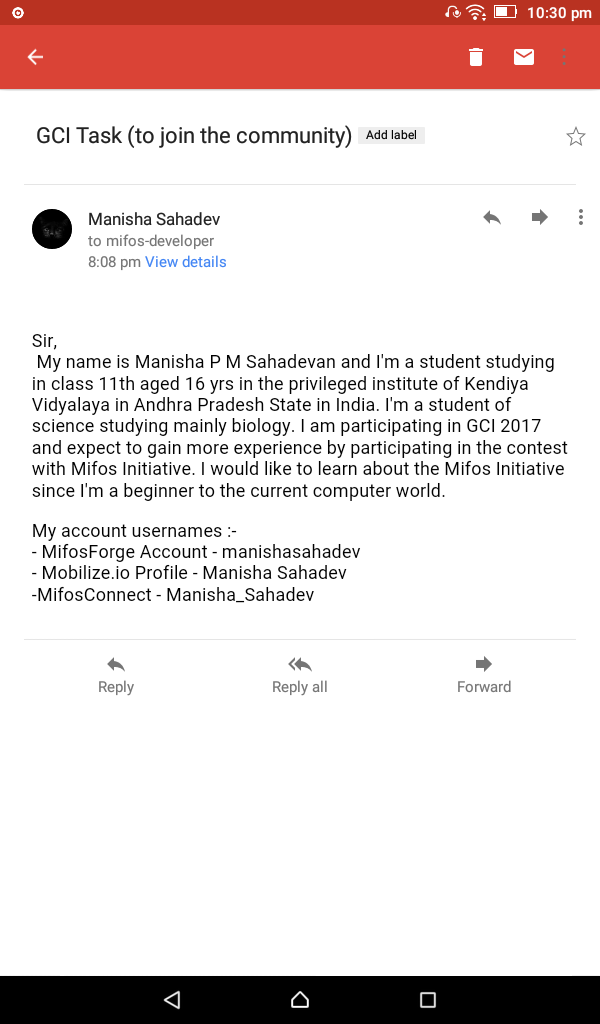 10:30 pm
GCI Task (to join the community) Add label
Manisha Sahadev
to mifos-developer
8:08 pm View details
Sir,
My name is Manisha P M Sahadevan and I'm a student studying
in class 11th aged 16 yrs in the privileged institute of Kendiya
Vidyalaya in Andhra Pradesh State in India. I'm a student of
science studying mainly biology. I am participating in GCI 2017
and expect to gain more experience by participating in the contest
with Mifos Initiative. I would like to learn about the Mifos Initiative
since I'm a beginner to the current computer world.
My account usernames :-
- MifosForge Account - manishasahadev
- Mobilize.io Profile - Manisha Sahadev
-MifosConnect - Manisha_Sahadev
Reply Reply all Forward